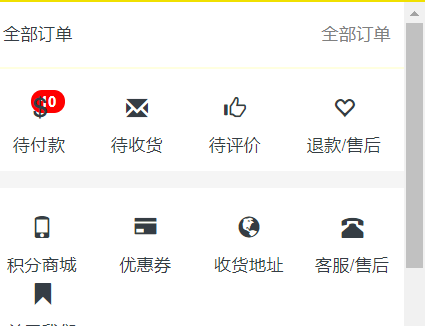 全部订单 全部订单
10
待付款 待收货 待评价 退款/售后
积分商城 优惠券 收货地址 客服/售后